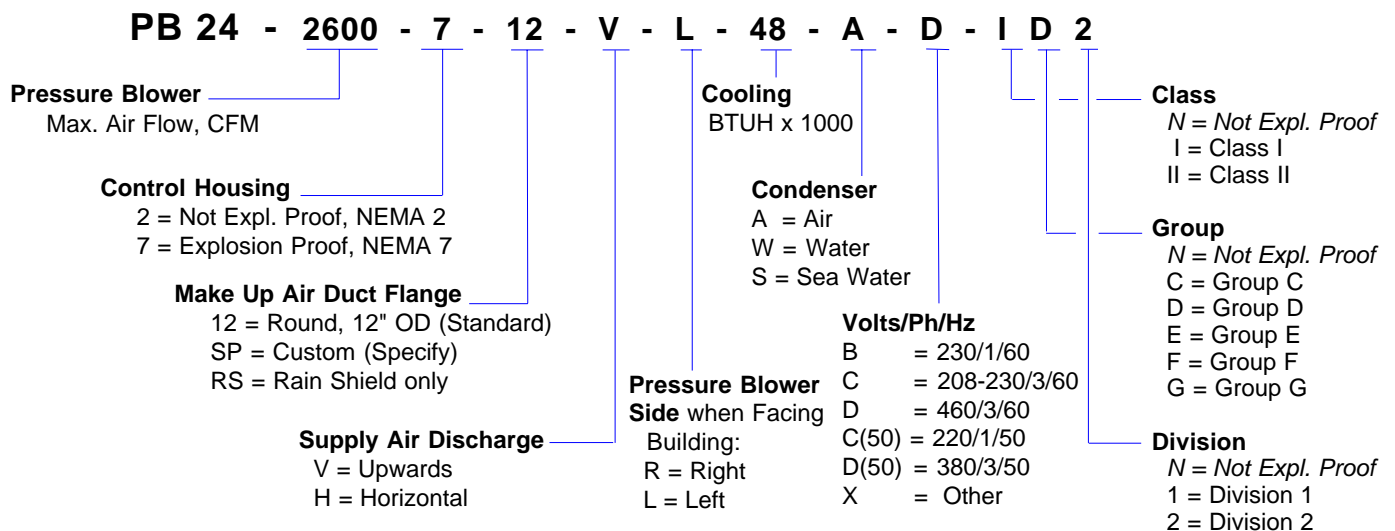 PB 24 - 2600 - 7 - 12 - V - L - 48 - A - D - I D 2
Pressure Blower
Max. Air Flow, CFM
Control Housing
2 = Not Expl. Proof, NEMA 2
7 = Explosion Proof, NEMA 7
Make Up Air Duct Flange
12 = Round, 12" OD (Standard)
SP = Custom (Specify)
RS = Rain Shield only
Supply Air Discharge
V = Upwards
H = Horizontal
Pressure Blower
Side when Facing
Building:
R = Right
L = Left
Cooling
BTUH x 1000
Condenser
A = Air
W = Water
S = Sea Water
Volts/Ph/Hz
B = 230/1/60
C = 208-230/3/60
D = 460/3/60
C(50) = 220/1/50
D(50) = 380/3/50
X = Other
Class
N = Not Expl. Proof
I = Class I
II = Class II
Group
N = Not Expl. Proof
C = Group C
D = Group D
E = Group E
F = Group F
G = Group G
Division
N = Not Expl. Proof
1 = Division 1
2 = Division 2